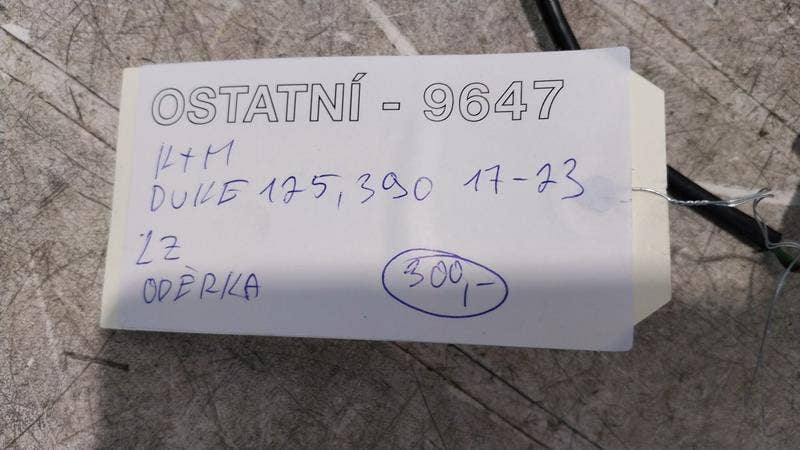 OSTATNÍ - 9647
KTM
DUKE 125, 390 17-23
LZ
ODĚRKA
300,-